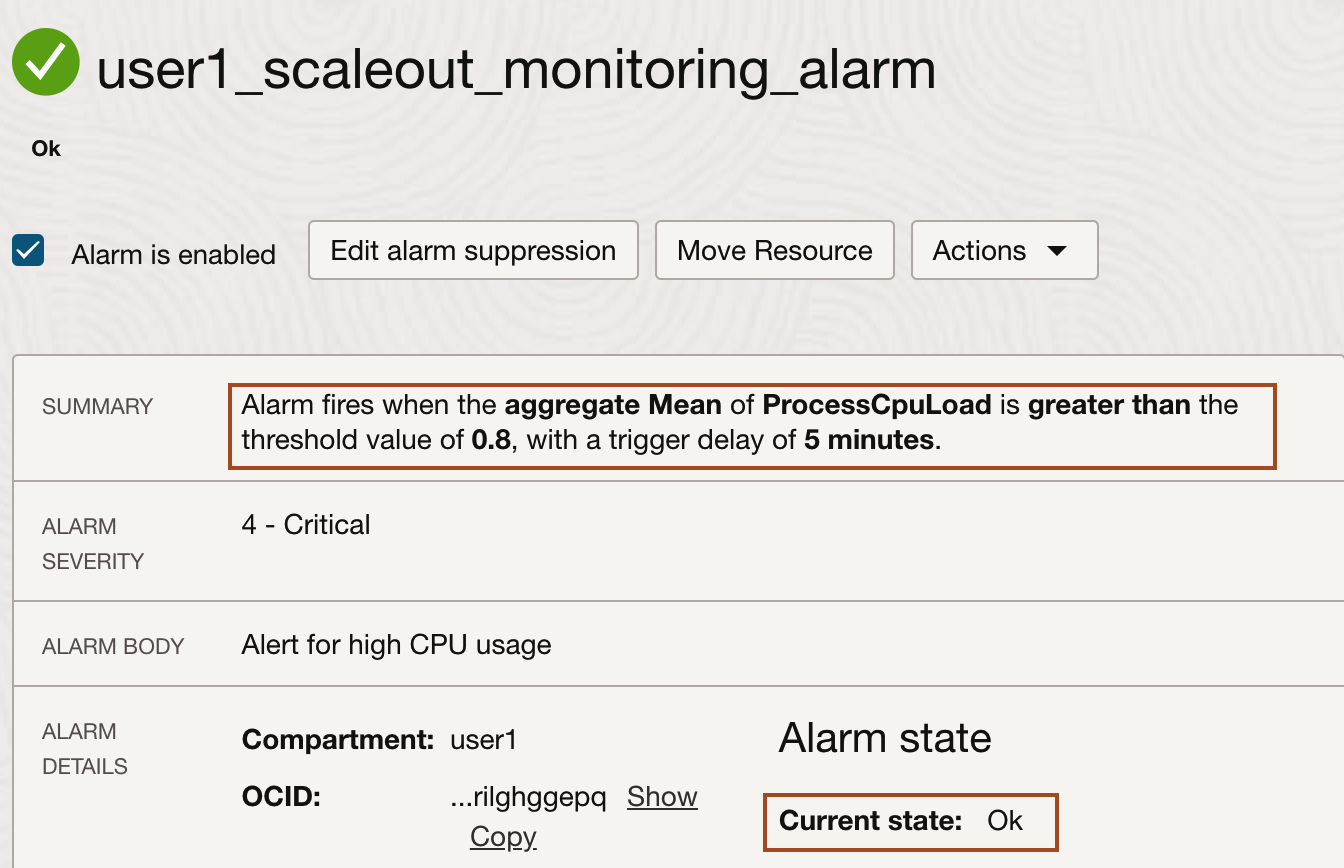 user1_scaleout_monitoring_alarm
Ok
Alarm is enabled
Edit alarm suppression
Move Resource
Actions
SUMMARY
Alarm fires when the aggregate Mean of ProcessCpuLoad is greater than the
threshold value of 0.8, with a trigger delay of 5 minutes.
ALARM
SEVERITY
4 - Critical
ALARM BODY
Alert for high CPU usage
ALARM
DETAILS
Compartment: user1
OCID: ...rilghggepq Show
Copy
Alarm state
Current state: Ok